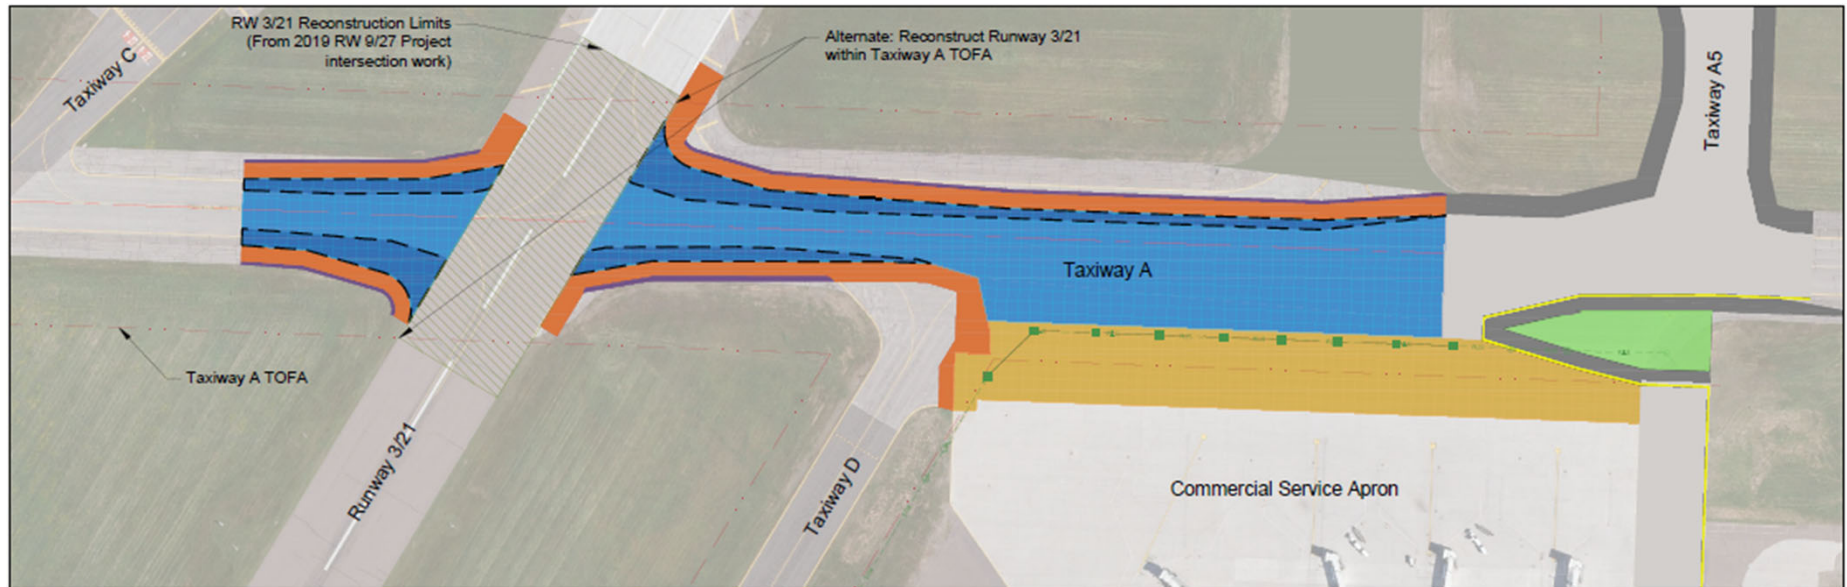 RW 3/21 Reconstruction Limits
(From 2019 RW 9/27 Project
intersection work)
Alternate: Reconstruct Runway 3/21
within Taxiway A TOFA
Taxiway C
Taxiway A5
Taxiway A
Taxiway A TOFA
Runway 3/21
Taxiway D
Commercial Service Apron